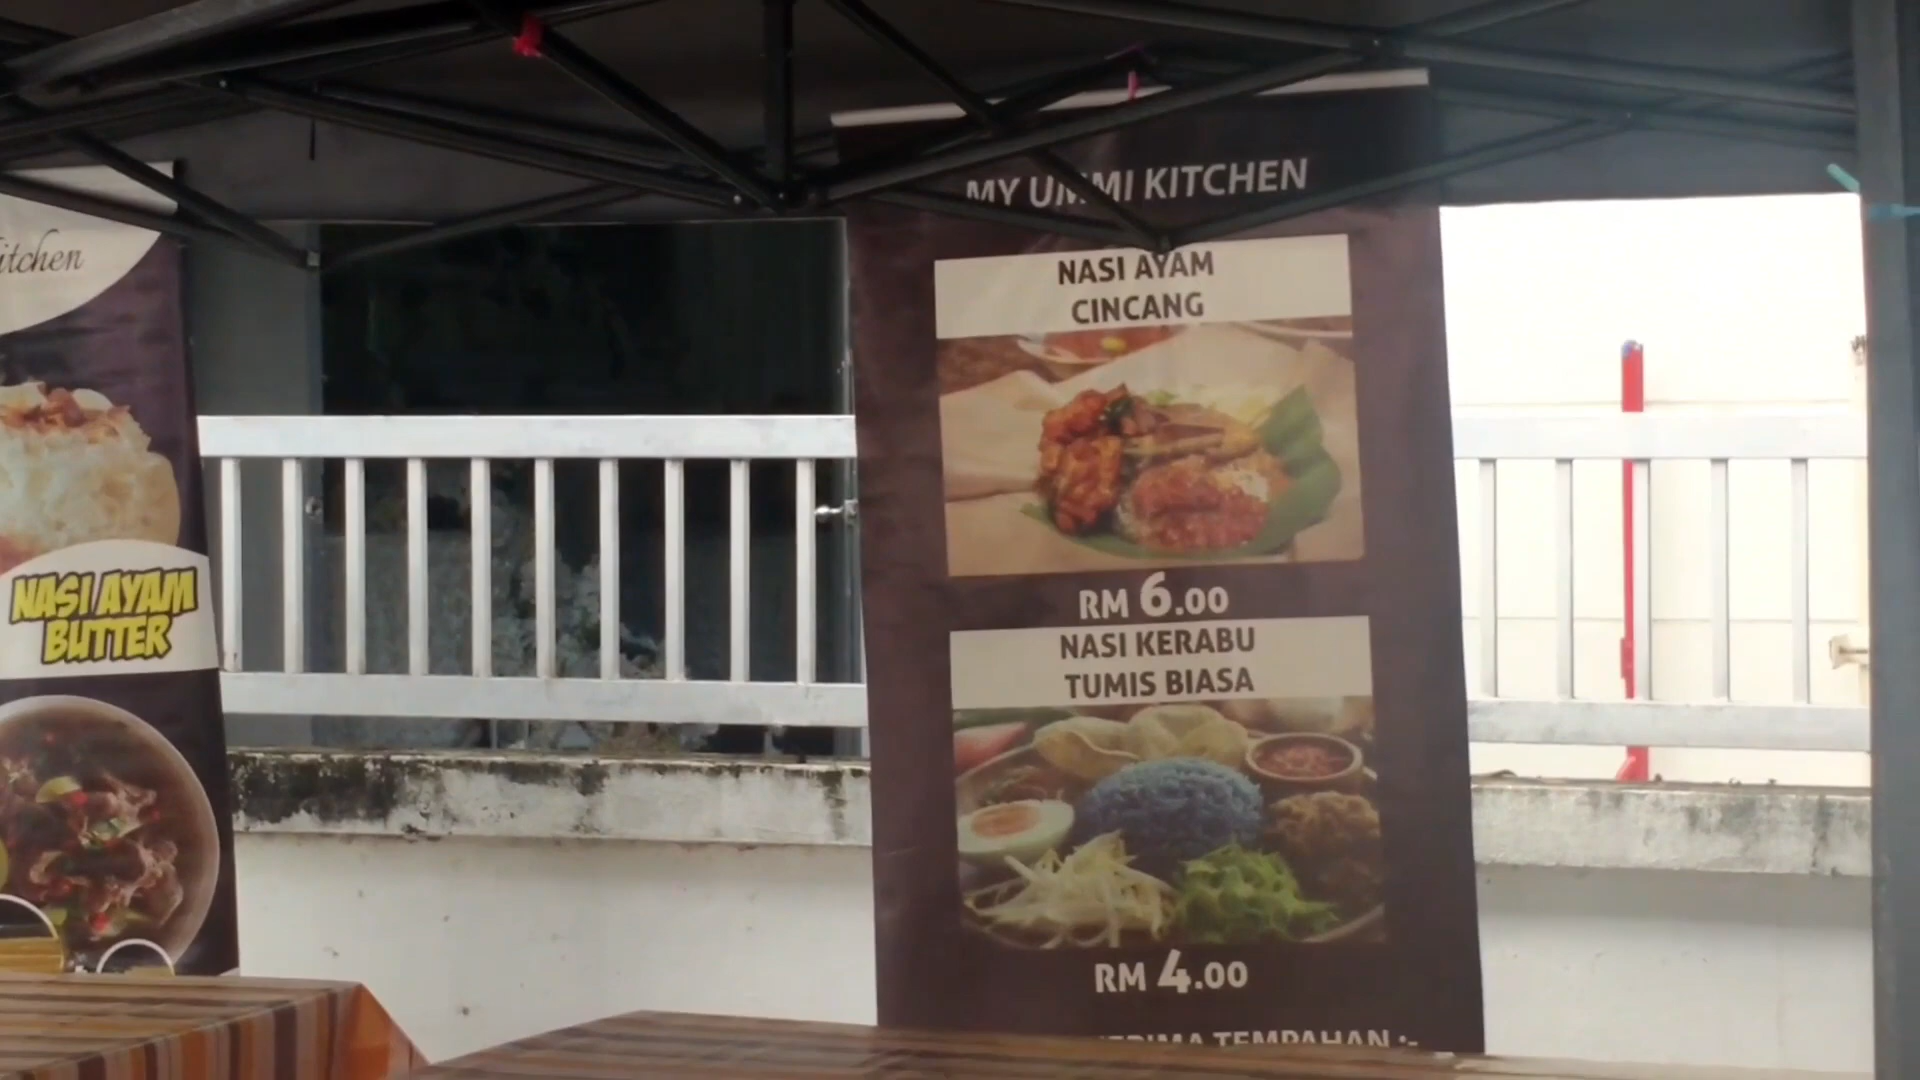 Kitchen
NASI AYAM
BUTTER
MY UMMI KITCHEN
NASI AYAM
CINCANG
RM 6.00
NASI KERABU
TUMIS BIASA
RM 4.00
TEMPAHAN :-